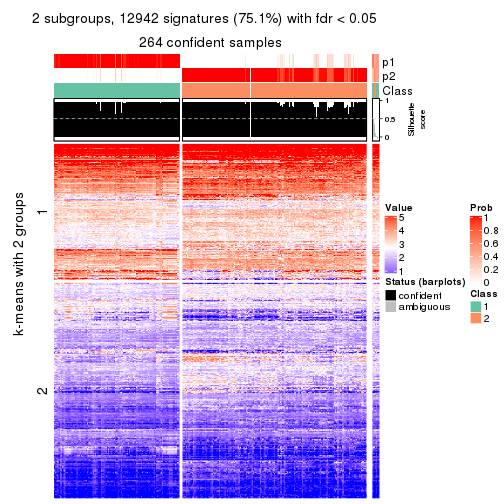 2 subgroups, 12942 signatures (75.1%) with fdr < 0.05
264 confident samples
p1
p2
Class
1
0.5
0
Silhouette
score
k-means with 2 groups
1
2
Value
5
4
3
2
1
Prob
1
0.8
0.6
0.4
0.2
0
Status (barplots)
confident
ambiguous
Class
1
2